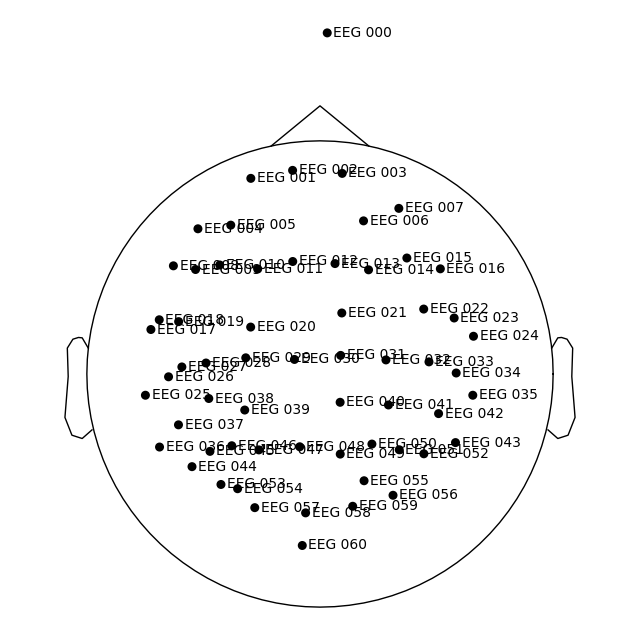 EEG 000
EEG 001
EEG 002
EEG 003
EEG 004
EEG 005
EEG 006
EEG 007
EEG 008
EEG 009
EEG 010
EEG 011
EEG 012
EEG 013
EEG 014
EEG 015
EEG 016
EEG 017
EEG 018
EEG 019
EEG 020
EEG 021
EEG 022
EEG 023
EEG 024
EEG 025
EEG 026
EEG 027
EEG 028
EEG 029
EEG 030
EEG 031
EEG 032
EEG 033
EEG 034
EEG 035
EEG 036
EEG 037
EEG 038
EEG 039
EEG 040
EEG 041
EEG 042
EEG 043
EEG 044
EEG 045
EEG 046
EEG 047
EEG 048
EEG 049
EEG 050
EEG 051
EEG 052
EEG 053
EEG 054
EEG 055
EEG 056
EEG 057
EEG 058
EEG 059
EEG 060